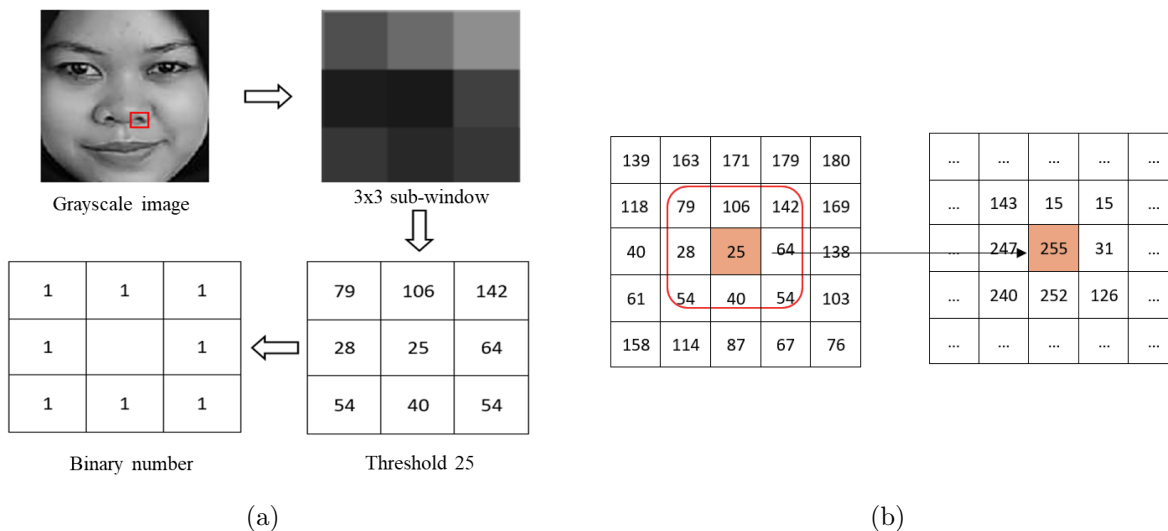 Grayscale image
3x3 sub-window
1 1 1
1 1
1 1 1
Binary number
79 106 142
28 25 64
54 40 54
Threshold 25
(a)
139 163 171 179 180
118 79 106 142 169
40 28 25 64 138
61 54 40 54 103
158 114 87 67 76
... ... ... ... ...
... 143 15 15 ...
... 247 255 31 ...
... 240 252 126 ...
... ... ... ... ...
(b)